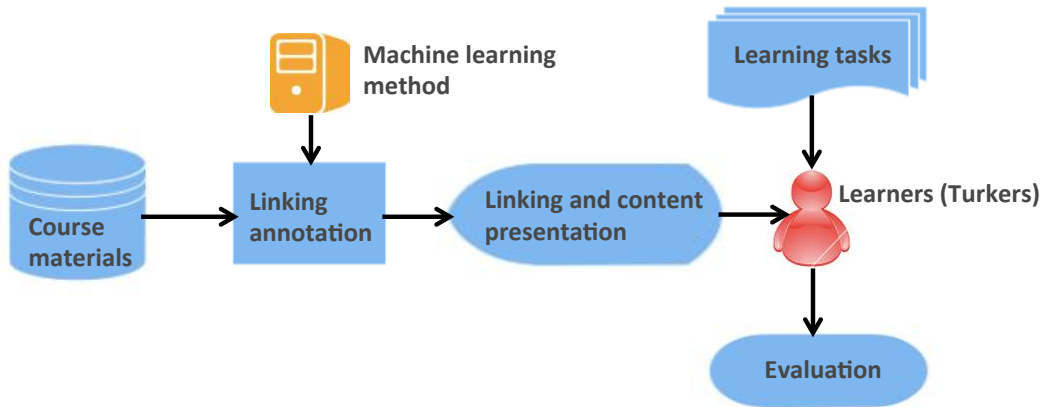 Machine learning
method
Learning tasks
Course
materials
Linking
annotation
Linking and content
presentation
Learners (Turkers)
Evaluation